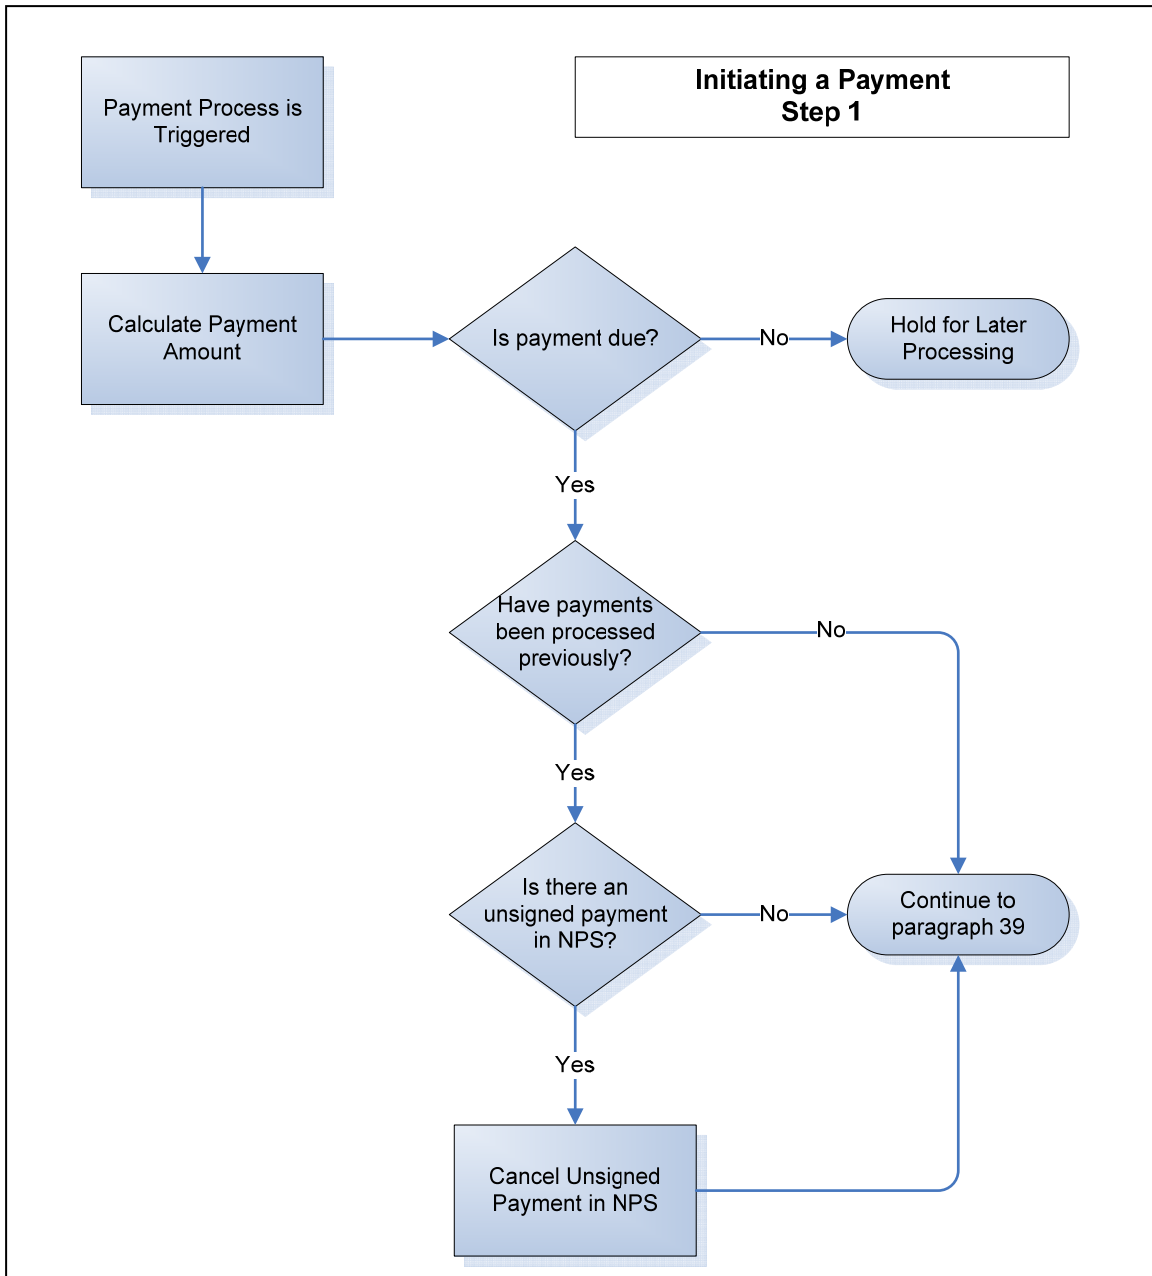 Initiating a Payment
Step 1
Payment Process is
Triggered
Calculate Payment
Amount
Is payment due?
No
Hold for Later
Processing
Yes
Have payments
been processed
previously?
No
Yes
Is there an
unsigned payment
in NPS?
No
Continue to
paragraph 39
Yes
Cancel Unsigned
Payment in NPS